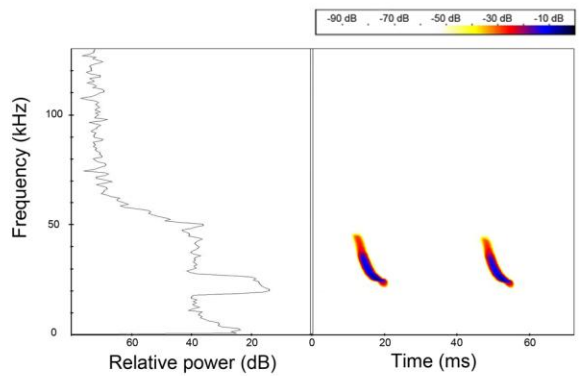 -90 dB -70 dB -50 dB -30 dB -10 dB
Frequency (kHz)
100
50
0
60 40 20 0 20 40 60
Relative power (dB) Time (ms)